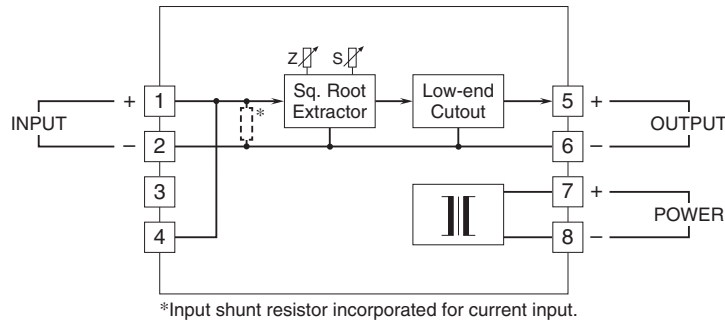 Z S
Sq. Root
Extractor
Low-end
Cutout
INPUT
+ 1
– 2
3
4
*
5 +
6 –
OUTPUT
7 +
8 –
POWER
*Input shunt resistor incorporated for current input.